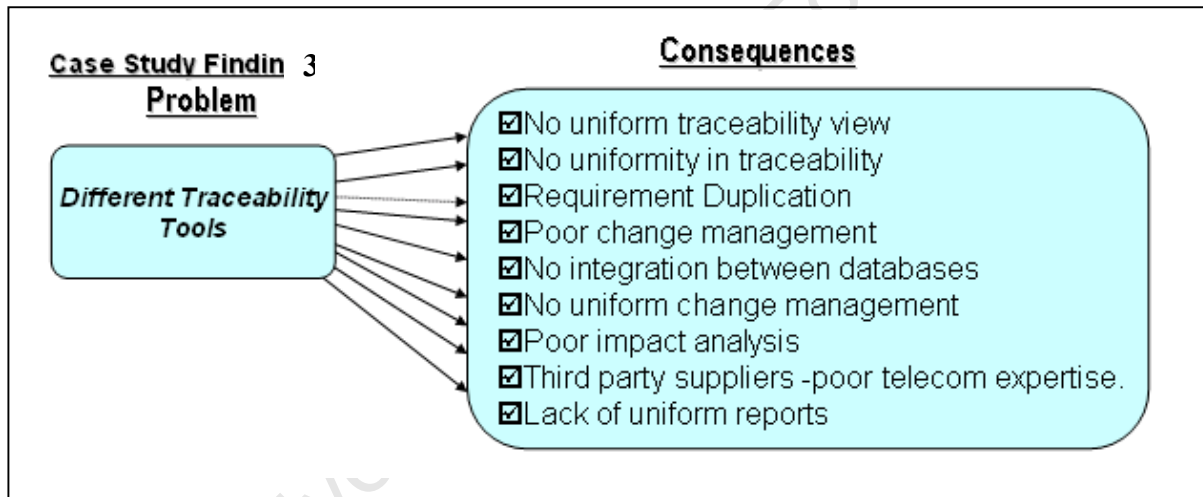 Case Study Findin 3
Problem
Consequences
Different Traceability
Tools
☑No uniform traceability view
☑No uniformity in traceability
☑Requirement Duplication
☑Poor change management
☑No integration between databases
☑No uniform change management
☑Poor impact analysis
☑Third party suppliers -poor telecom expertise.
☑Lack of uniform reports